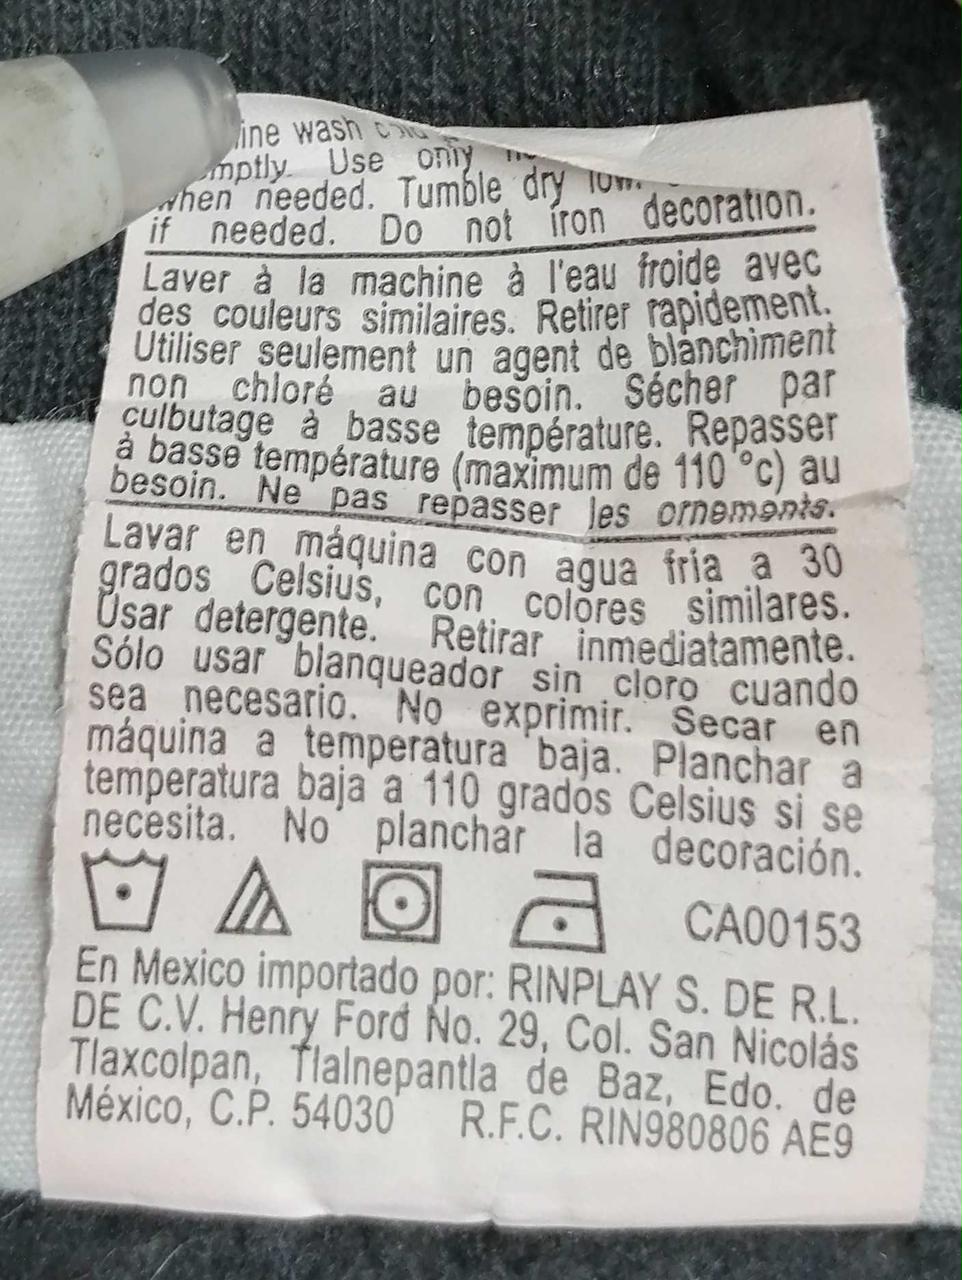 ine wash
mptly. Use only
when needed. Tumble dry low.
if needed. Do not iron decoration.
Laver à la machine à l'eau froide avec
des couleurs similaires. Retirer rapidement.
Utiliser seulement un agent de blanchiment
non chloré au besoin. Sécher par
culbutage à basse température. Repasser
à basse température (maximum de 110 °c) au
besoin. Ne pas repasser les ornements.
Lavar en máquina con agua fria a 30
grados Celsius, con colores similares.
Usar detergente. Retirar inmediatamente.
Sólo usar blanqueador sin cloro cuando
sea necesario. No exprimir. Secar en
máquina a temperatura baja. Planchar a
temperatura baja a 110 grados Celsius si se
necesita. No planchar la decoración.
CA00153
En Mexico importado por: RINPLAY S. DE R.L.
DE C.V. Henry Ford No. 29, Col. San Nicolás
Tlaxcolpan, Tlalnepantla de Baz, Edo. de
México, C.P. 54030 R.F.C. RIN980806 AE9